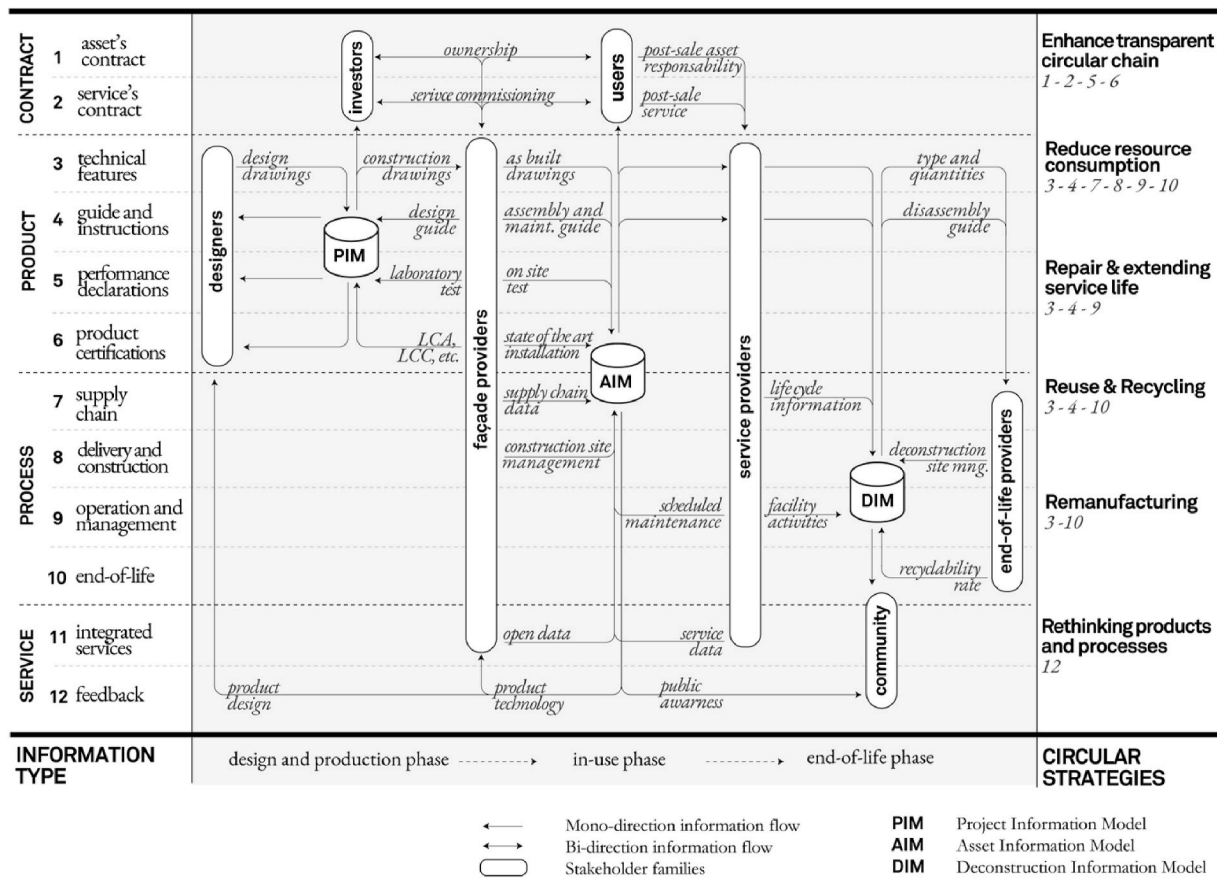 CONTRACT
1 asset's
contract
2 service's
contract
investors
ownership
serivce commissioning
users
post-sale asset
responsability
post-sale
service
Enhance transparent
circular chain
1 - 2 - 5 - 6
PRODUCT
3 technical
features
4 guide and
instructions
5 performance
declarations
6 product
certifications
designers
design
drawings
construction
drawings
PIM
design
guide
laboratory
test
LCA,
LCC, etc.
façade providers
as built
drawings
assembly and
maint. guide
on site
test
state of the art
installation
AIM
service providers
type and
quantities
disassembly
guide
Reduce resource
consumption
3 - 4 - 7 - 8 - 9 - 10
Repair & extending
service life
3 - 4 - 9
PROCESS
7 supply
chain
8 delivery and
construction
9 operation and
management
10 end-of-life
supply chain
data
construction site
management
scheduled
maintenance
life cycle
information
facility
activities
DIM
deconstruction
site mng.
recyclability
rate
end-of-life providers
Reuse & Recycling
3 - 4 - 10
Remanufacturing
3 -10
SERVICE
11 integrated
services
12 feedback
open data
service
data
product
design
product
technology
public
awarness
community
Rethinking products
and processes
12
INFORMATION
TYPE
design and production phase
in-use phase
end-of-life phase
CIRCULAR
STRATEGIES
Mono-direction information flow
Bi-direction information flow
Stakeholder families
PIM Project Information Model
AIM Asset Information Model
DIM Deconstruction Information Model